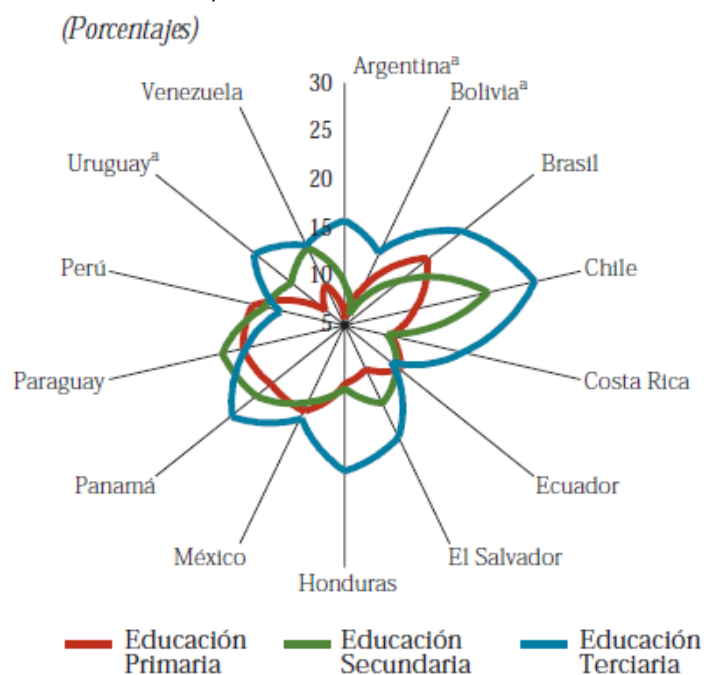 (Porcentajes)
Argentinaª
Boliviaª
Brasil
Chile
Costa Rica
Ecuador
El Salvador
Honduras
México
Panamá
Paraguay
Perú
Uruguayª
Venezuela
30
25
20
15
10
5
Educación
Primaria
Educación
Secundaria
Educación
Terciaria